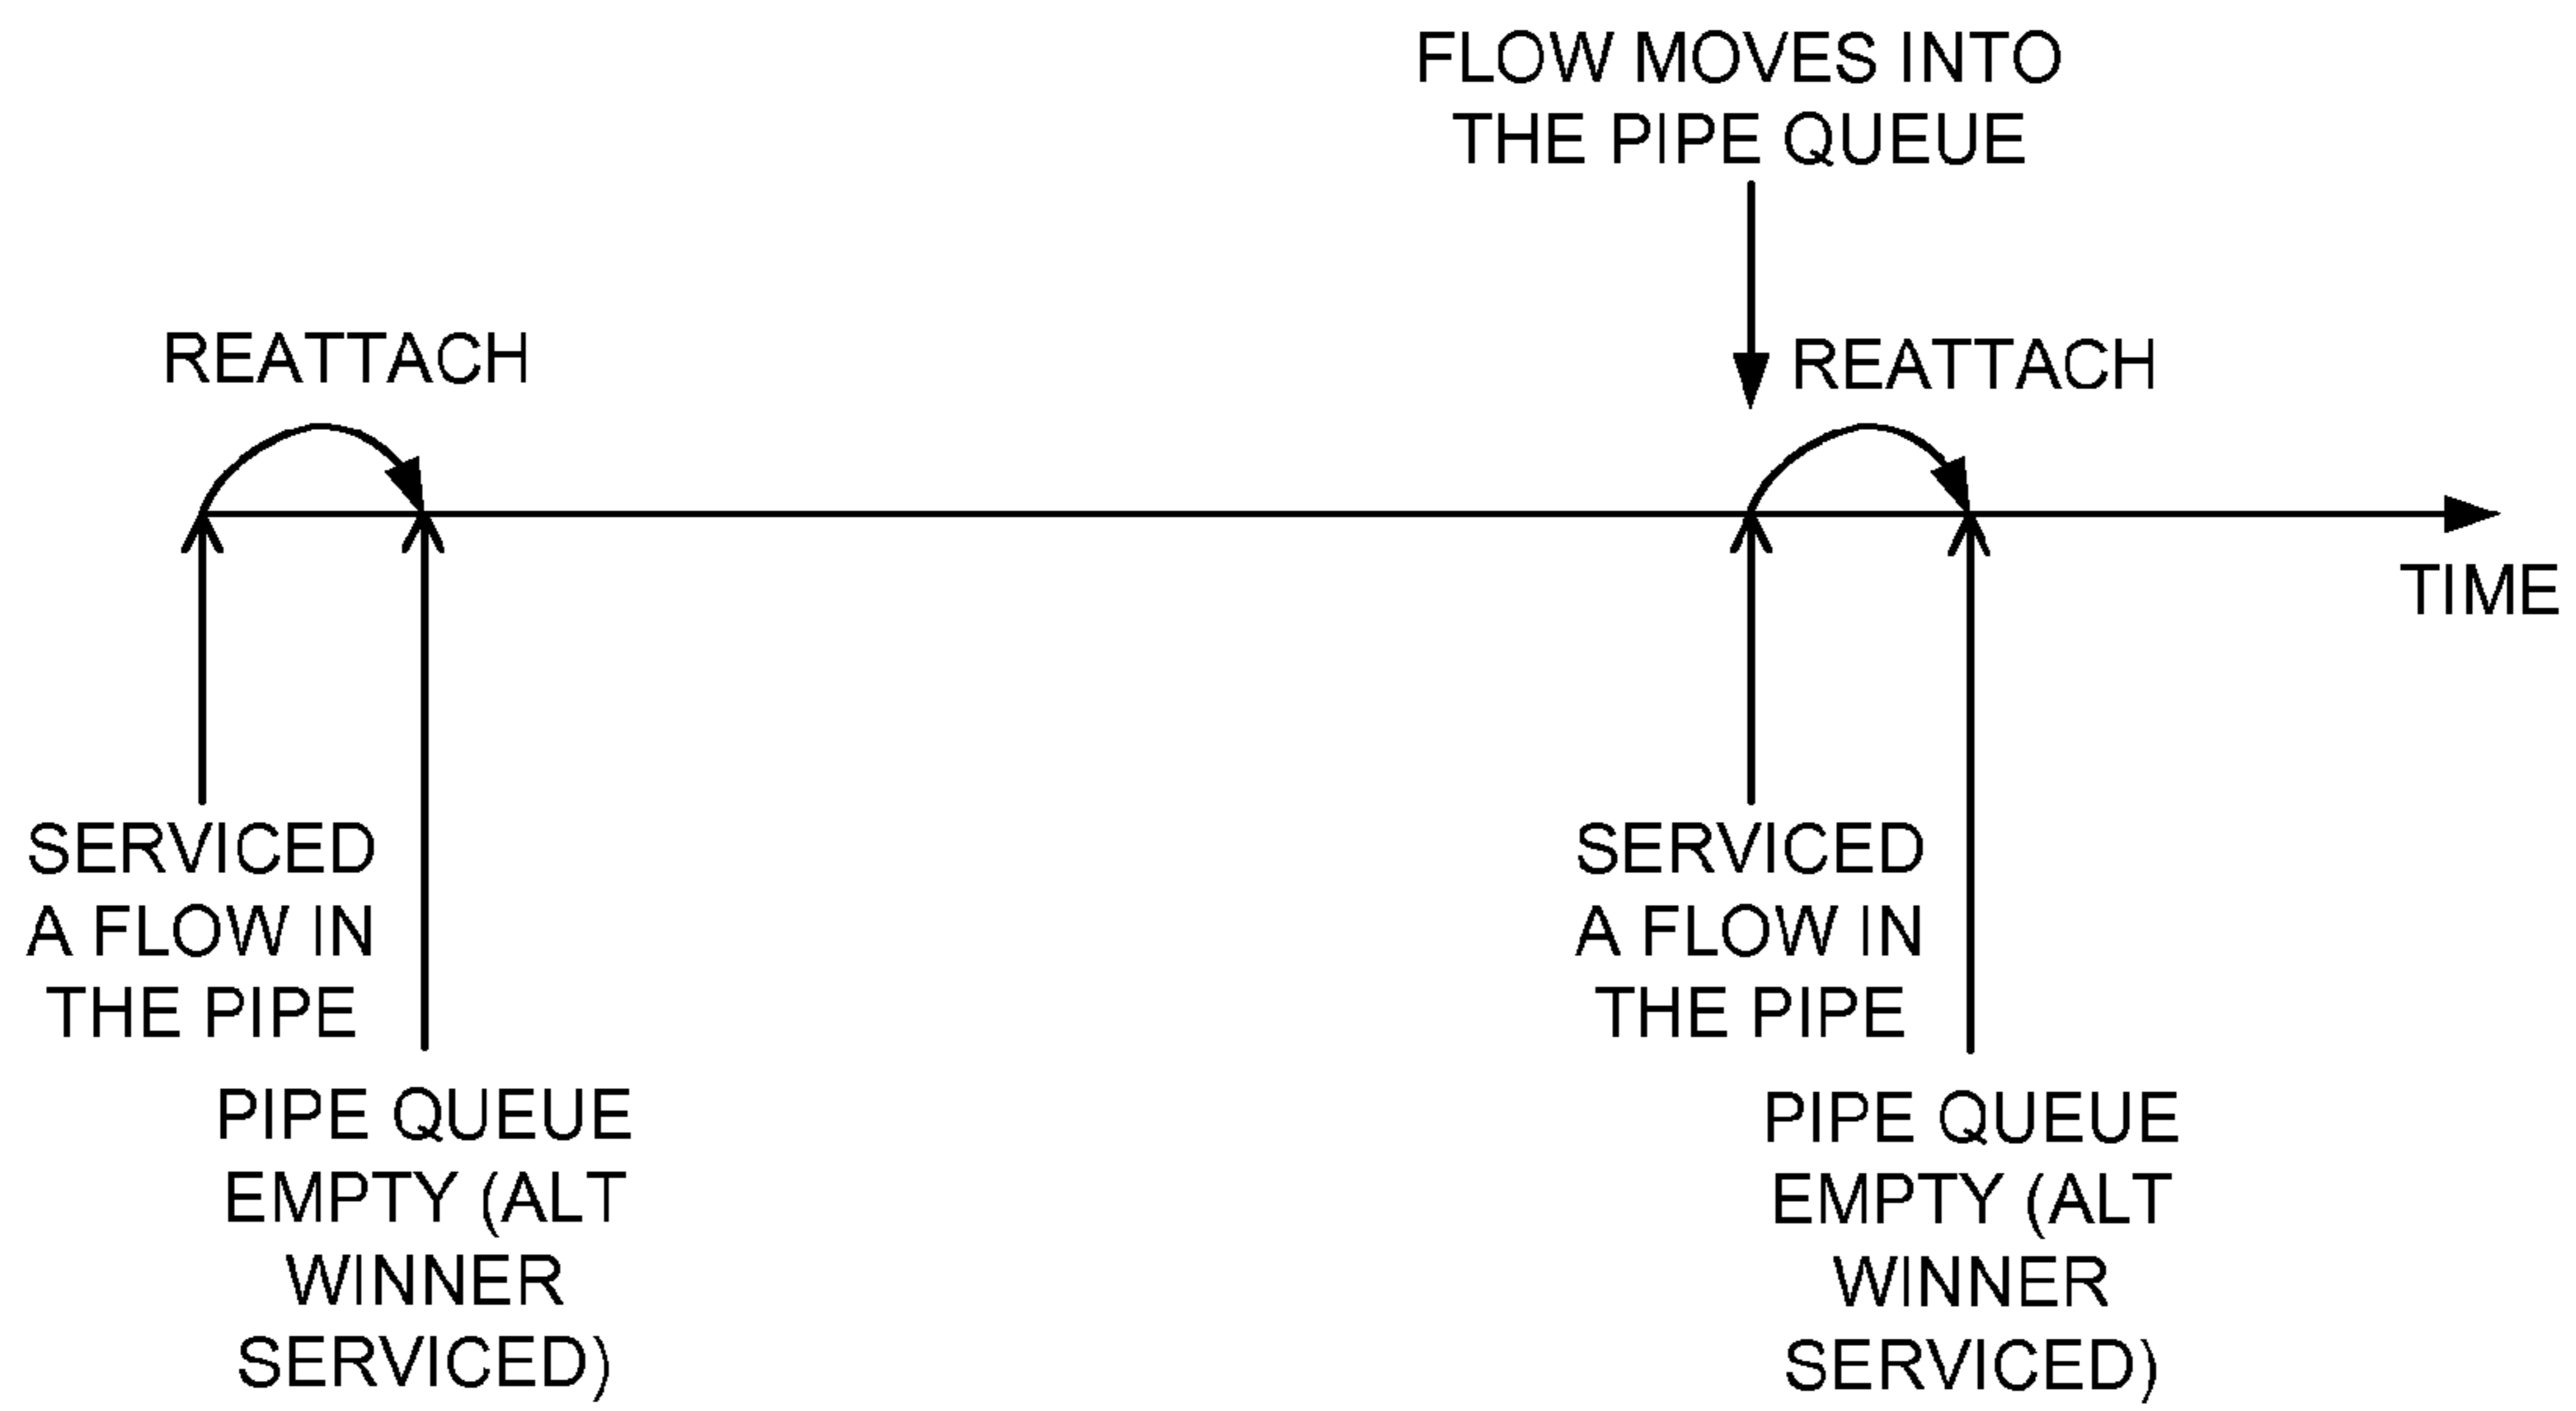 FLOW MOVES INTO
THE PIPE QUEUE
REATTACH
REATTACH
TIME
SERVICED
A FLOW IN
THE PIPE
SERVICED
A FLOW IN
THE PIPE
PIPE QUEUE
EMPTY (ALT
WINNER
SERVICED)
PIPE QUEUE
EMPTY (ALT
WINNER
SERVICED)